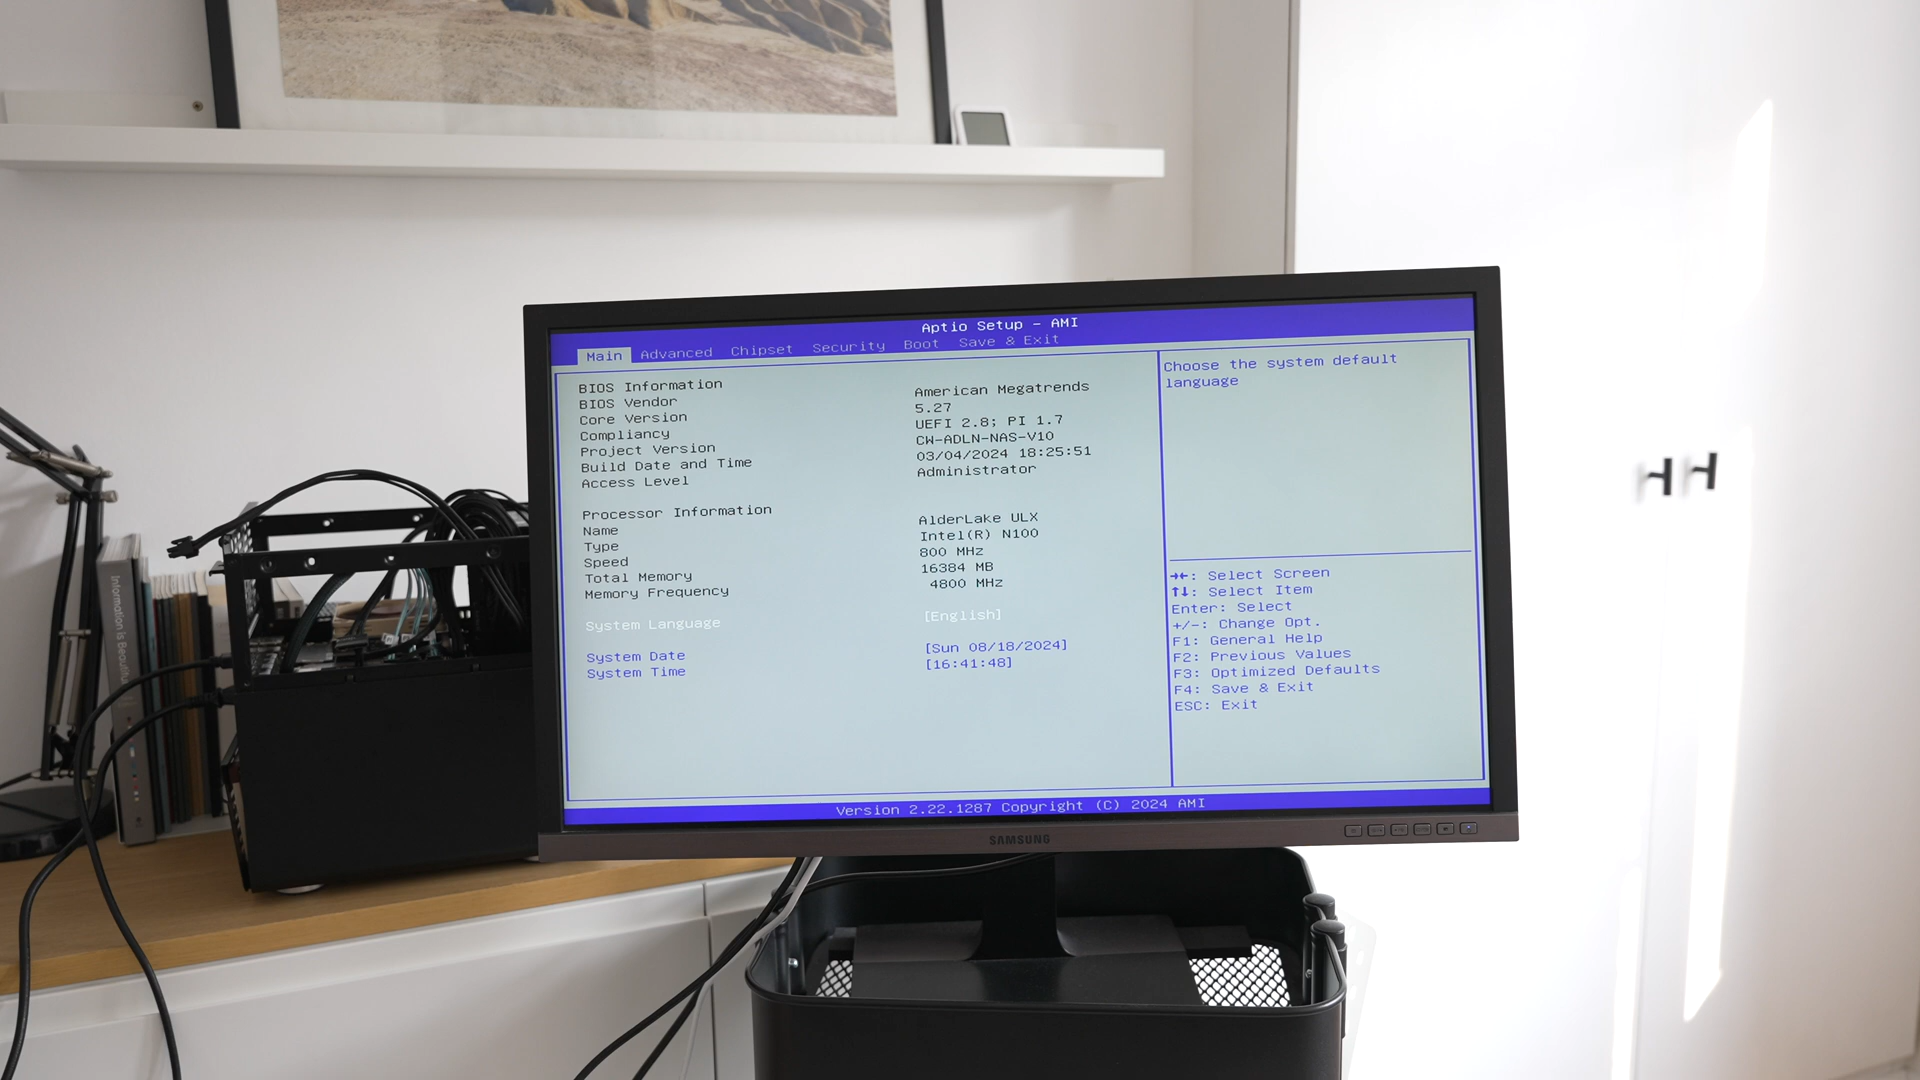 Aptio Setup - AMI
Main Advanced Chipset Security Boot Save & Exit
BIOS Information
BIOS Vendor American Megatrends
Core Version 5.27
Compliancy UEFI 2.8; PI 1.7
Project Version CW-ADLN-NAS-V10
Build Date and Time 03/04/2024 18:25:51
Access Level Administrator
Processor Information
Name AlderLake ULX
Type Intel(R) N100
Speed 800 MHz
Total Memory 16384 MB
Memory Frequency 4800 MHz
System Language [English]
System Date [Sun 08/18/2024]
System Time [16:41:48]
Choose the system default
language
→←: Select Screen
↑↓: Select Item
Enter: Select
+/-: Change Opt.
F1: General Help
F2: Previous Values
F3: Optimized Defaults
F4: Save & Exit
ESC: Exit
Version 2.22.1287 Copyright (C) 2024 AMI
SAMSUNG
Information is Beautiful